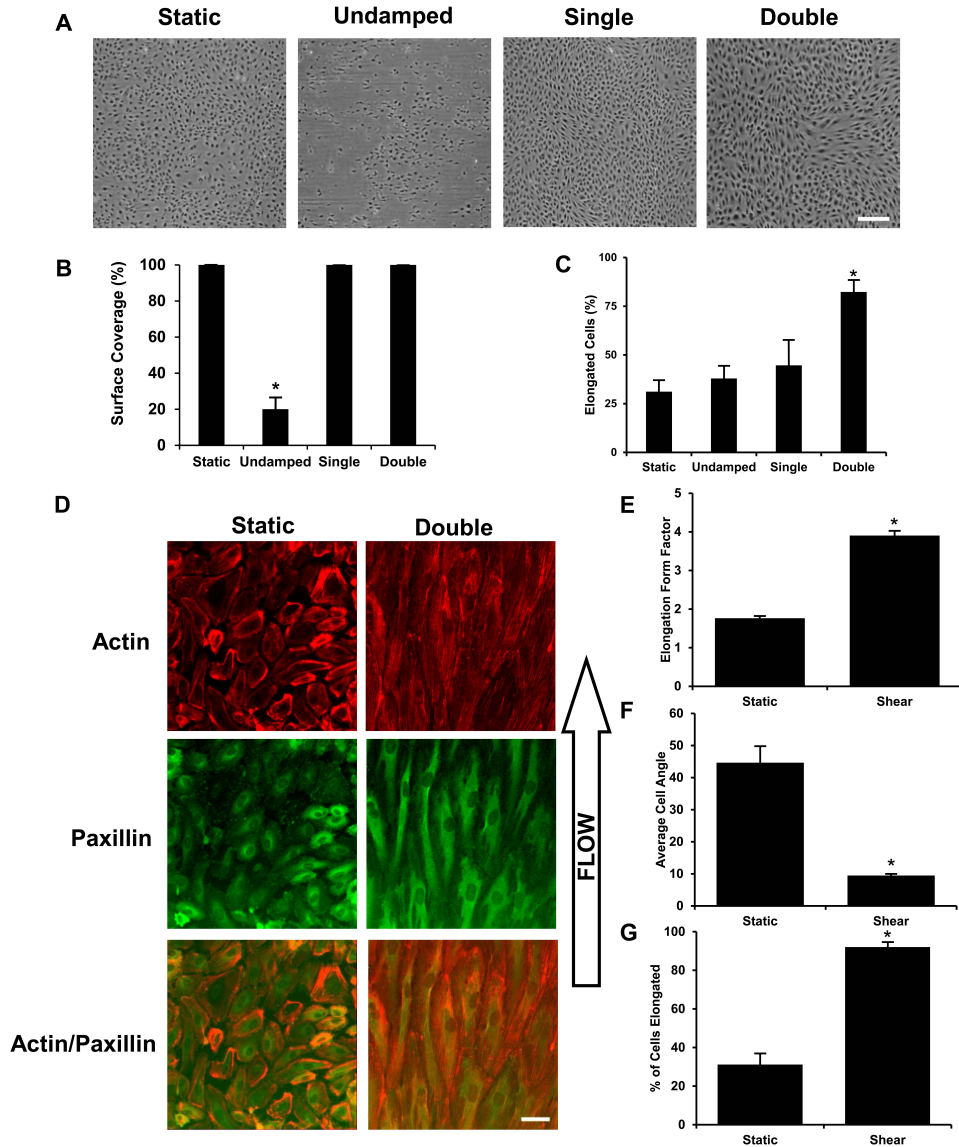 A
Static
Undamped
Single
Double
B
Surface Coverage (%)
100
80
60
40
20
0
*
Static
Undamped
Single
Double
C
Elongated Cells (%)
100
75
50
25
0
*
Static
Undamped
Single
Double
D
Static
Double
Actin
Paxillin
Actin/Paxillin
FLOW
E
Elongation Form Factor
5
4
3
2
1
0
*
Static
Shear
F
Average Cell Angle
60
50
40
30
20
10
0
*
Static
Shear
G
% of Cells Elongated
100
80
60
40
20
0
*
Static
Shear